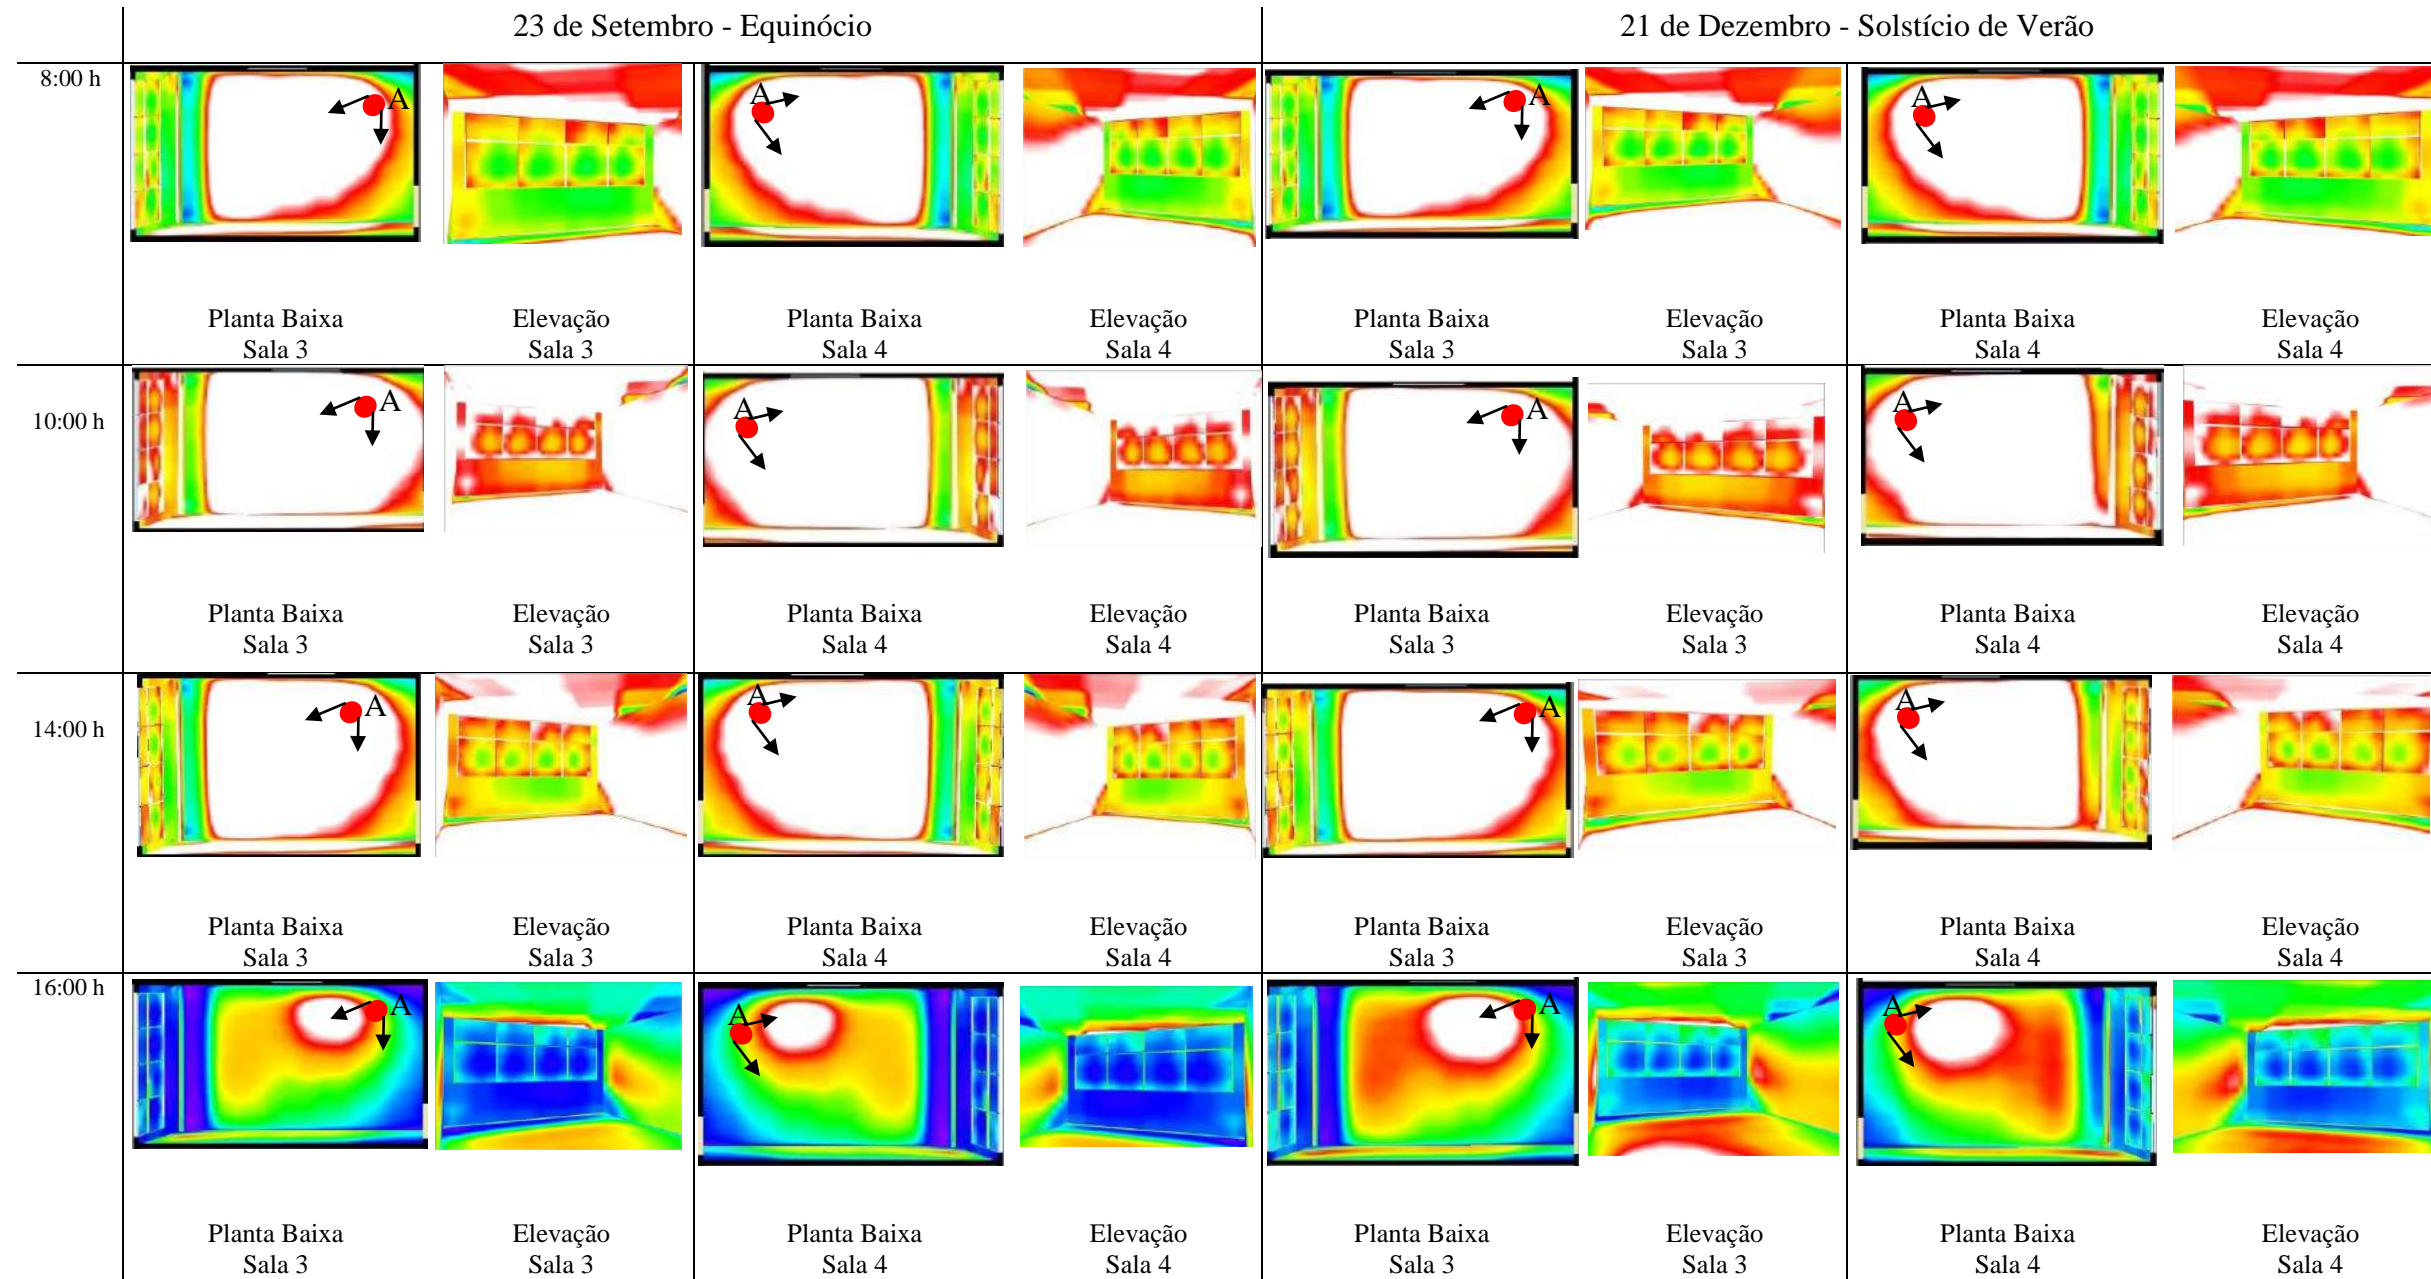 23 de Setembro - Equinócio
21 de Dezembro - Solstício de Verão
8:00 h
A
A
A
A
Planta Baixa
Sala 3
Elevação
Sala 3
Planta Baixa
Sala 4
Elevação
Sala 4
Planta Baixa
Sala 3
Elevação
Sala 3
Planta Baixa
Sala 4
Elevação
Sala 4
10:00 h
A
A
A
A
Planta Baixa
Sala 3
Elevação
Sala 3
Planta Baixa
Sala 4
Elevação
Sala 4
Planta Baixa
Sala 3
Elevação
Sala 3
Planta Baixa
Sala 4
Elevação
Sala 4
14:00 h
A
A
A
A
Planta Baixa
Sala 3
Elevação
Sala 3
Planta Baixa
Sala 4
Elevação
Sala 4
Planta Baixa
Sala 3
Elevação
Sala 3
Planta Baixa
Sala 4
Elevação
Sala 4
16:00 h
A
A
A
A
Planta Baixa
Sala 3
Elevação
Sala 3
Planta Baixa
Sala 4
Elevação
Sala 4
Planta Baixa
Sala 3
Elevação
Sala 3
Planta Baixa
Sala 4
Elevação
Sala 4